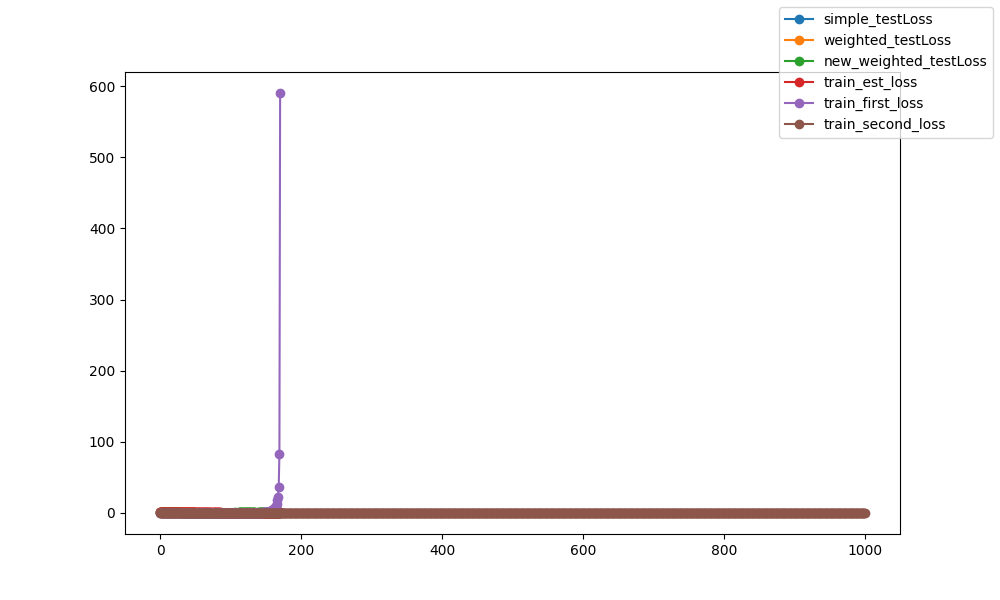 simple_testLoss
weighted_testLoss
new_weighted_testLoss
train_est_loss
train_first_loss
train_second_loss
600
500
400
300
200
100
0
0 200 400 600 800 1000